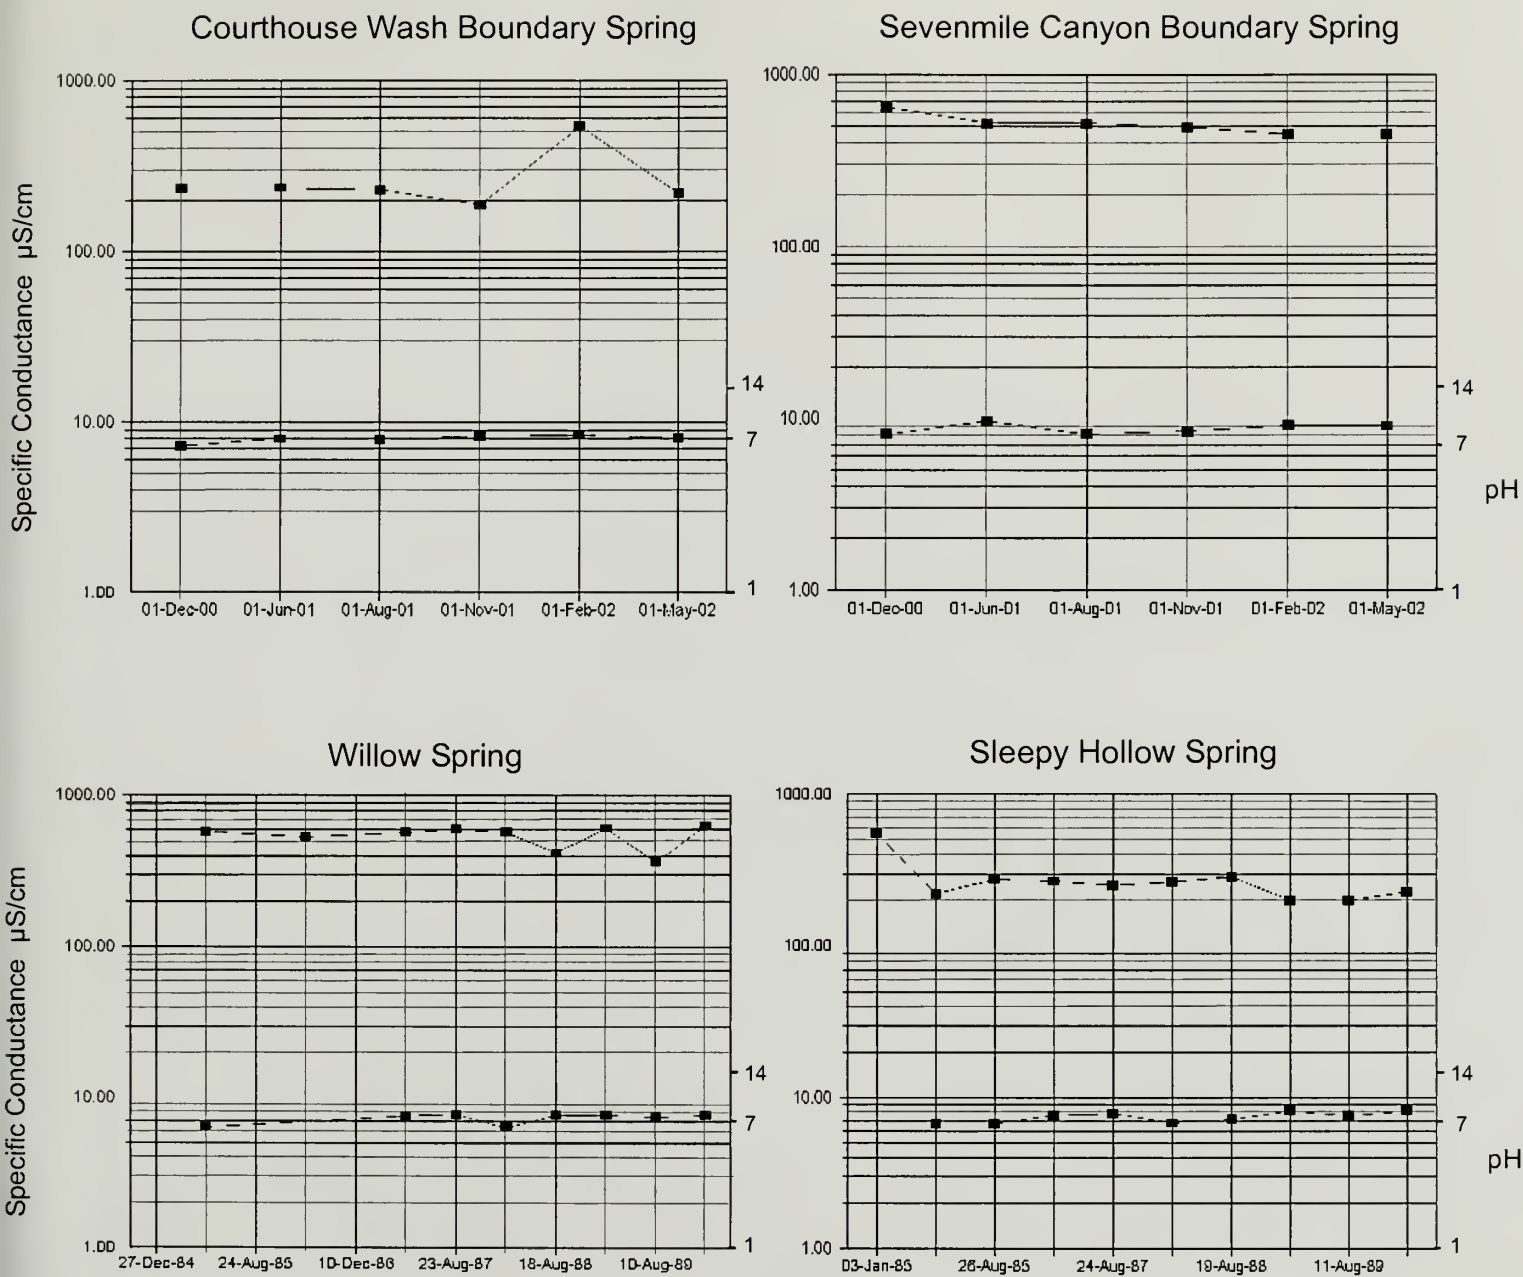 Courthouse Wash Boundary Spring
Specific Conductance µS/cm
1000.00
100.00
10.00
1.00
14
7
1
01-Dec-00 01-Jun-01 01-Aug-01 01-Nov-01 01-Feb-02 01-May-02
Sevenmile Canyon Boundary Spring
1000.00
100.00
10.00
1.00
14
7
1
pH
01-Dec-00 01-Jun-01 01-Aug-01 01-Nov-01 01-Feb-02 01-May-02
Willow Spring
Specific Conductance µS/cm
1000.00
100.00
10.00
1.00
14
7
1
27-Dec-84 24-Aug-85 10-Dec-86 23-Aug-87 18-Aug-88 10-Aug-89
Sleepy Hollow Spring
1000.00
100.00
10.00
1.00
14
7
1
pH
03-Jan-85 26-Aug-85 24-Aug-87 19-Aug-88 11-Aug-89